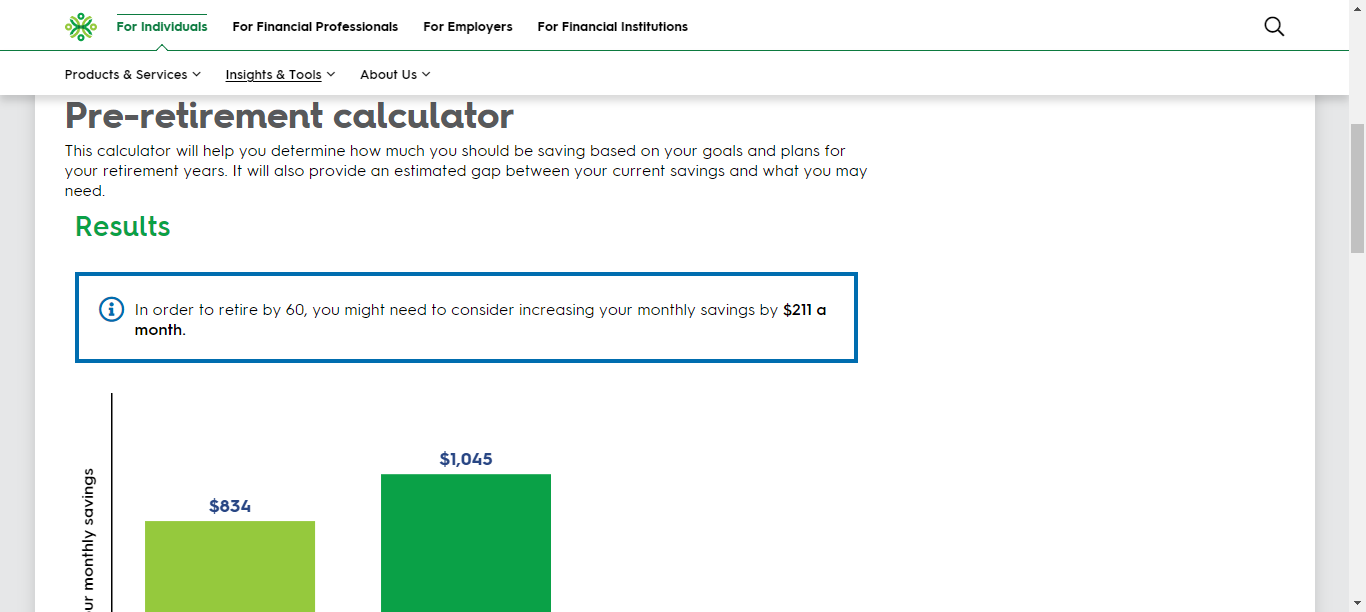 For Individuals For Financial Professionals For Employers For Financial Institutions
Products & Services Insights & Tools About Us
Pre-retirement calculator
This calculator will help you determine how much you should be saving based on your goals and plans for
your retirement years. It will also provide an estimated gap between your current savings and what you may
need.
Results
In order to retire by 60, you might need to consider increasing your monthly savings by $211 a
month.
$1,045
$834
monthly savings